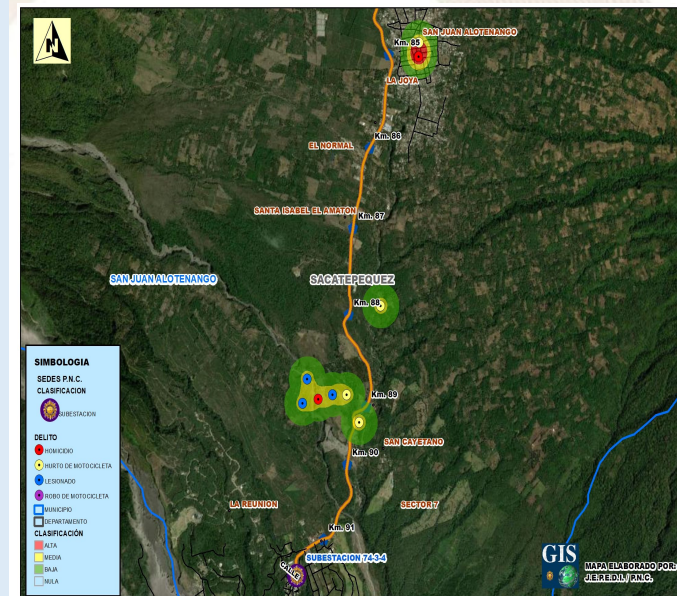 N
SAN JUAN ALOTENANGO
Km. 85
LA JOYA
Km. 86
EL NORMAL
SANTA ISABEL EL AMATON
Km. 87
SAN JUAN ALOTENANGO
SACATEPEQUEZ
Km. 88
Km. 89
SAN CAYETANO
Km. 90
LA REUNION
SECTOR 7
Km. 91
SUBESTACION 74-3-4
CALLE
SIMBOLOGIA
SEDES P.N.C.
CLASIFICACION
SUBESTACION
DELITO
HOMICIDIO
HURTO DE MOTOCICLETA
LESIONADO
ROBO DE MOTOCICLETA
MUNICIPIO
DEPARTAMENTO
CLASIFICACIÓN
ALTA
MEDIA
BAJA
NULA
GIS
MAPA ELABORADO POR:
J.E.P.E.D.I. / P.N.C.